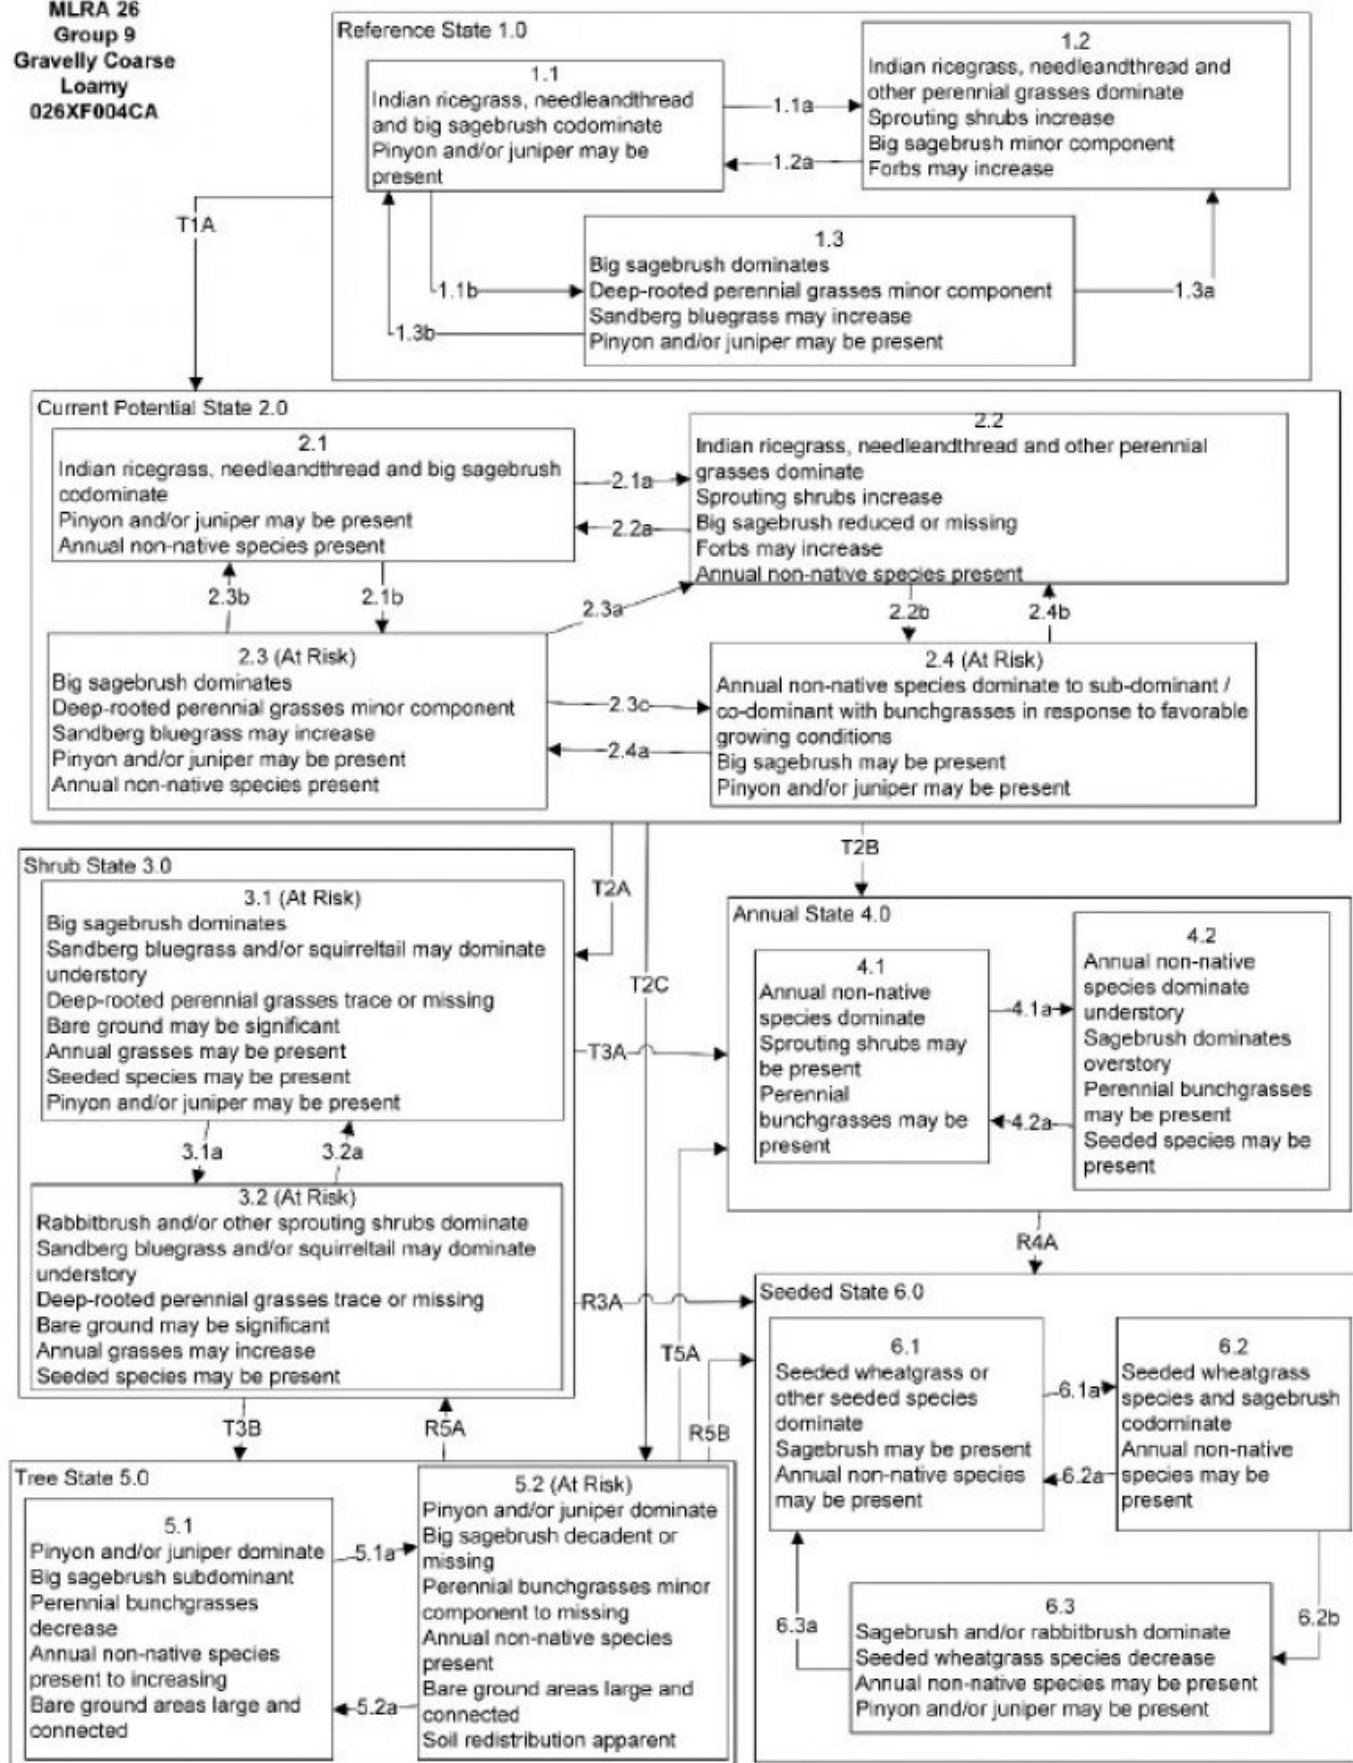 MLRA 26
Group 9
Gravelly Coarse
Loamy
026XF004CA
Reference State 1.0
1.1
Indian ricegrass, needleandthread
and big sagebrush codominate
Pinyon and/or juniper may be
present
1.1a
1.2a
1.2
Indian ricegrass, needleandthread and
other perennial grasses dominate
Sprouting shrubs increase
Big sagebrush minor component
Forbs may increase
T1A
1.1b
1.3b
1.3
Big sagebrush dominates
Deep-rooted perennial grasses minor component
Sandberg bluegrass may increase
Pinyon and/or juniper may be present
1.3a
Current Potential State 2.0
2.1
Indian ricegrass, needleandthread and big sagebrush
codominate
Pinyon and/or juniper may be present
Annual non-native species present
2.1a
2.2a
2.2
Indian ricegrass, needleandthread and other perennial
grasses dominate
Sprouting shrubs increase
Big sagebrush reduced or missing
Forbs may increase
Annual non-native species present
2.3b
2.1b
2.3a
2.2b
2.4b
2.3 (At Risk)
Big sagebrush dominates
Deep-rooted perennial grasses minor component
Sandberg bluegrass may increase
Pinyon and/or juniper may be present
Annual non-native species present
2.3c
2.4a
2.4 (At Risk)
Annual non-native species dominate to sub-dominant /
co-dominant with bunchgrasses in response to favorable
growing conditions
Big sagebrush may be present
Pinyon and/or juniper may be present
T2A
T2C
T2B
Shrub State 3.0
3.1 (At Risk)
Big sagebrush dominates
Sandberg bluegrass and/or squirreltail may dominate
understory
Deep-rooted perennial grasses trace or missing
Bare ground may be significant
Annual grasses may be present
Seeded species may be present
Pinyon and/or juniper may be present
T3A
3.1a
3.2a
3.2 (At Risk)
Rabbitbrush and/or other sprouting shrubs dominate
Sandberg bluegrass and/or squirreltail may dominate
understory
Deep-rooted perennial grasses trace or missing
Bare ground may be significant
Annual grasses may increase
Seeded species may be present
R3A
Annual State 4.0
4.1
Annual non-native
species dominate
Sprouting shrubs may
be present
Perennial
bunchgrasses may be
present
4.1a
4.2a
4.2
Annual non-native
species dominate
understory
Sagebrush dominates
overstory
Perennial bunchgrasses
may be present
Seeded species may be
present
R4A
T5A
R5B
T3B
R5A
Tree State 5.0
5.1
Pinyon and/or juniper dominate
Big sagebrush subdominant
Perennial bunchgrasses
decrease
Annual non-native species
present to increasing
Bare ground areas large and
connected
5.1a
5.2a
5.2 (At Risk)
Pinyon and/or juniper dominate
Big sagebrush decadent or
missing
Perennial bunchgrasses minor
component to missing
Annual non-native species
present
Bare ground areas large and
connected
Soil redistribution apparent
Seeded State 6.0
6.1
Seeded wheatgrass or
other seeded species
dominate
Sagebrush may be present
Annual non-native species
may be present
6.1a
6.2a
6.2
Seeded wheatgrass
species and sagebrush
codominate
Annual non-native
species may be
present
6.3a
6.2b
6.3
Sagebrush and/or rabbitbrush dominate
Seeded wheatgrass species decrease
Annual non-native species may be present
Pinyon and/or juniper may be present